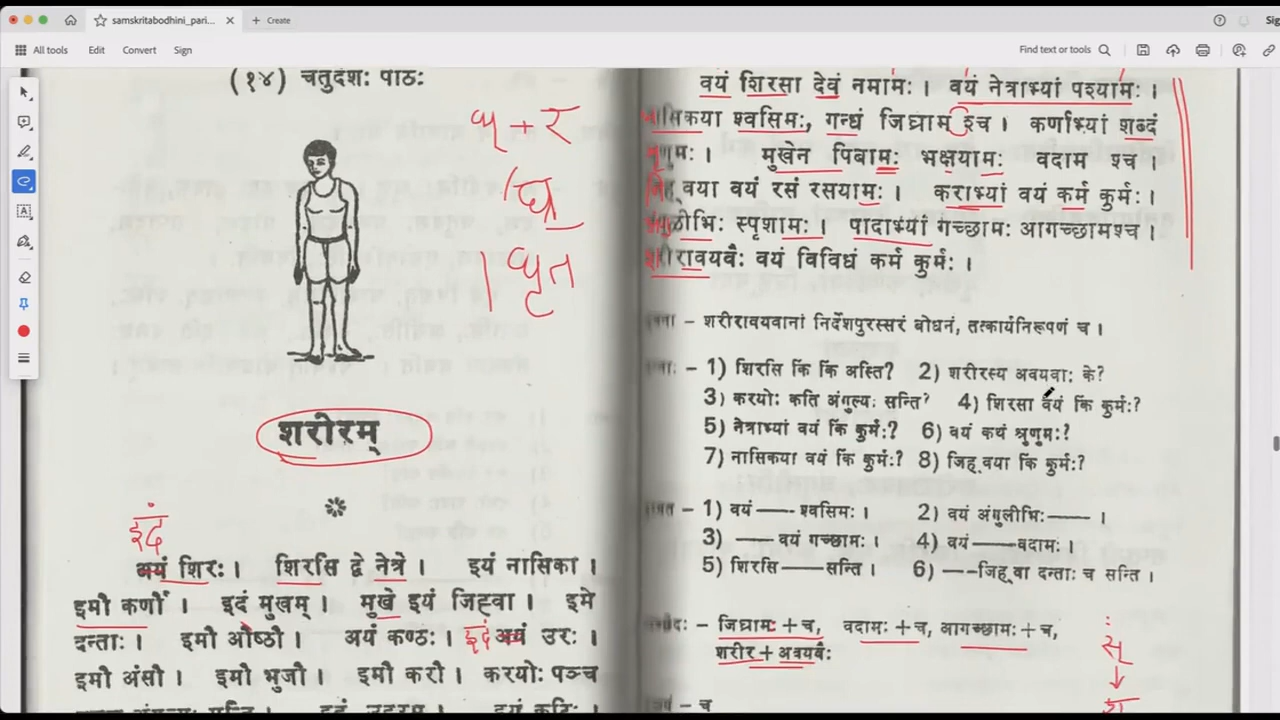 samskritabodhini_pari...
Create
Sig
All tools Edit Convert Sign
Find text or tools
(१४) चतुर्दशः पाठः
घ् + र
घ्र
घृत
शरीरम्
इदं
अयं शिरः। शिरसि द्वे नेत्रे। इयं नासिका।
इमौ कर्णौ। इदं मुखम्। मुखे इयं जिह्वा। इमे
दन्ताः। इमौ ओष्ठौ। अयं कण्ठः। इदं अयं उरः।
इमौ अंसौ। इमौ भुजौ। इमौ करौ। करयोः पञ्च
वयं शिरसा देवं नमामः। वयं नेत्राभ्यां पश्यामः।
नासिकया श्वसिमः, गन्धं जिघ्राम श्च। कर्णाभ्यां शब्दं
शृणुमः। मुखेन पिबामः भक्षयामः वदाम श्च।
जिह्वया वयं रसं रसयामः। कराभ्यां वयं कर्म कुर्मः।
अंगुळीभिः स्पृशामः। पादाभ्यां गच्छामः आगच्छामश्च।
शरीरावयवैः वयं विविधं कर्म कुर्मः।
– शरीरावयवानां निर्देशपुरस्सरं बोधनं, तत्कार्यनिरूपणं च।
– 1) शिरसि किं किं अस्ति? 2) शरीरस्य अवयवाः के?
3) करयोः कति अंगुल्यः सन्ति? 4) शिरसा वयं किं कुर्मः?
5) नेत्राभ्यां वयं किं कुर्मः? 6) वयं कथं श्रुणुमः?
7) नासिकया वयं किं कुर्मः? 8) जिह्वया किं कुर्मः?
– 1) वयं —— श्वसिमः। 2) वयं अंगुलीभिः ——।
3) —— वयं गच्छामः। 4) वयं —— वदामः।
5) शिरसि —— सन्ति। 6) —— जिह्वा दन्ताः च सन्ति।
– जिघ्रामः + च, वदामः + च, आगच्छामः + च,
शरीर + अवयवैः
स्
श
– च